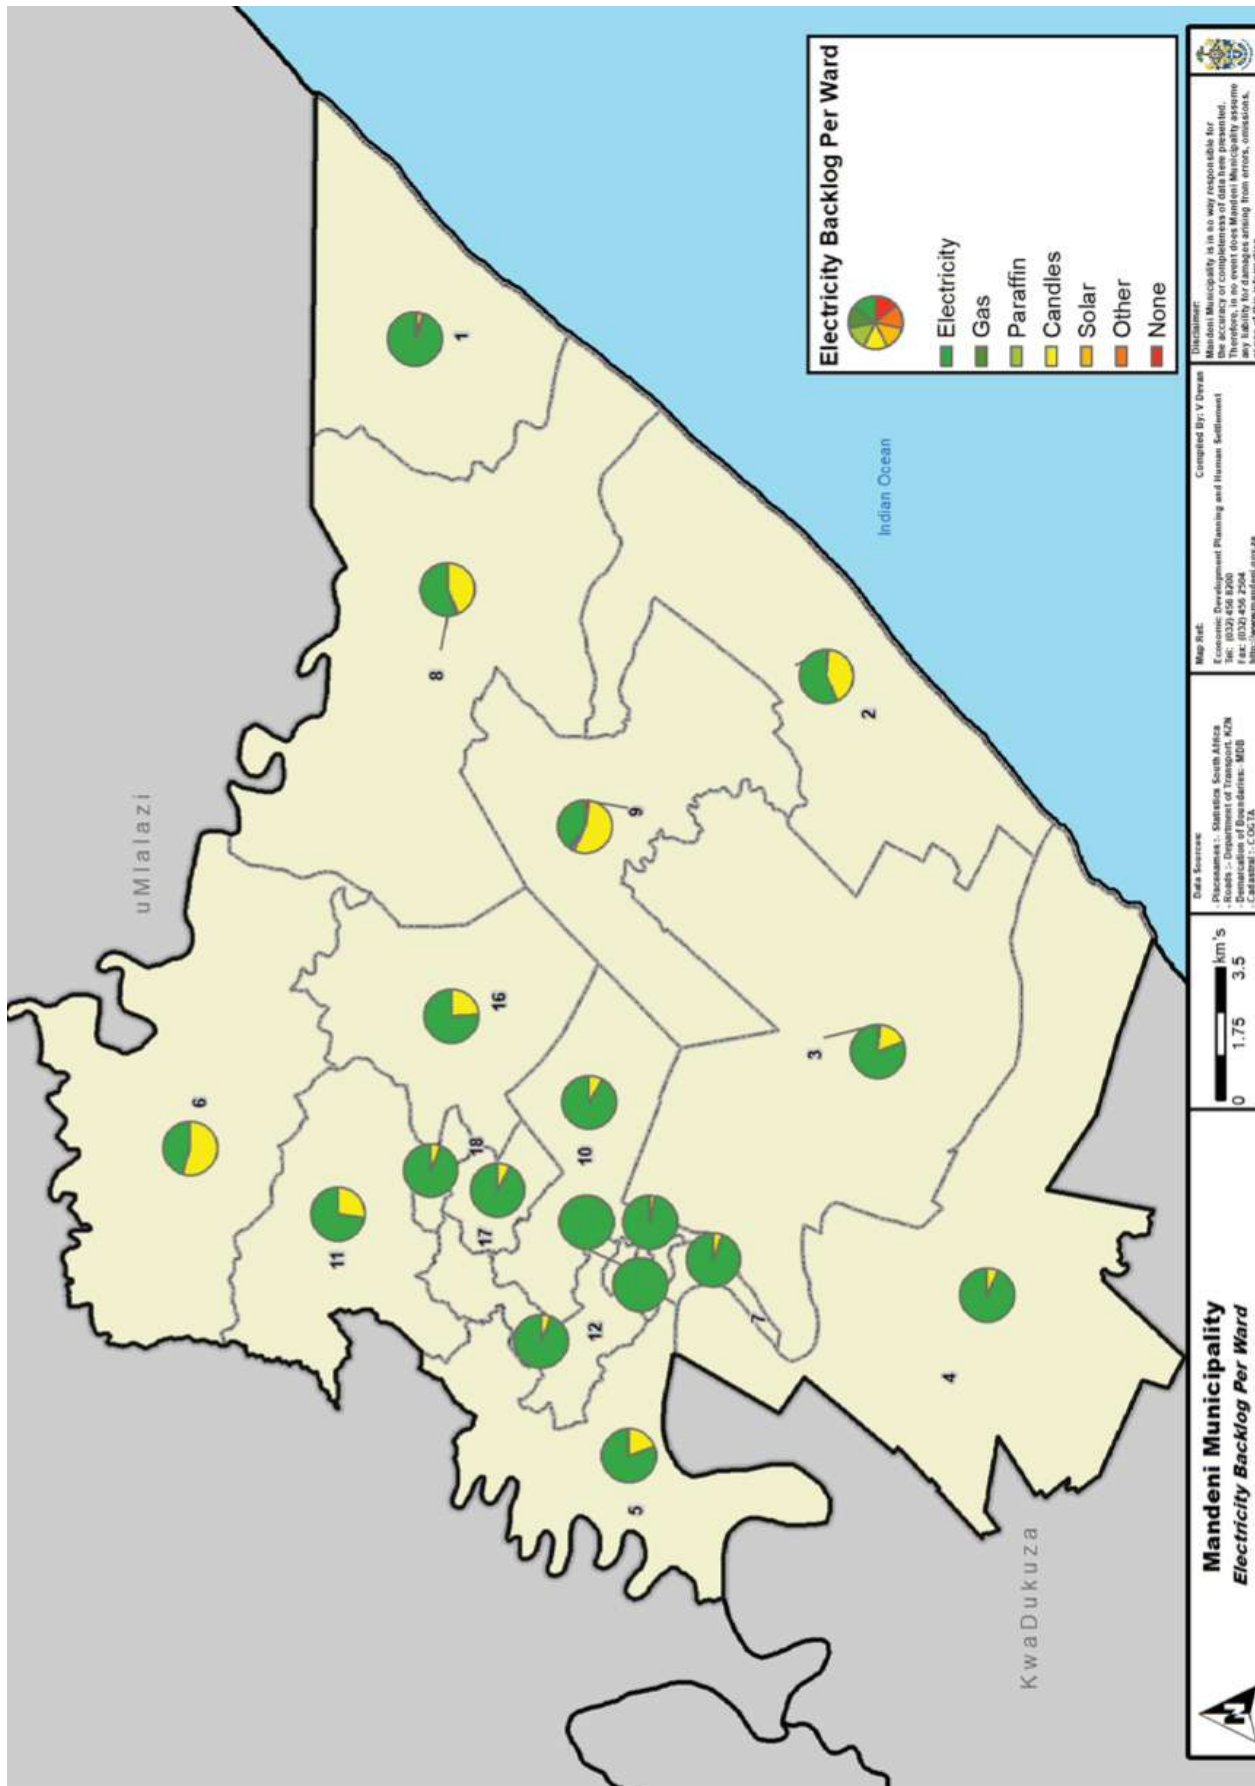 uMlalazi
Indian Ocean
KwaDukuza
1
8
2
9
6
16
3
11
18
10
17
12
7
5
4
Electricity Backlog Per Ward
Electricity
Gas
Paraffin
Candles
Solar
Other
None
Mandeni Municipality
Electricity Backlog Per Ward
N
km's
0 1.75 3.5
Data Sources:
- Placenames :- Statistics South Africa
- Roads :- Department of Transport, KZN
- Demarcation of Boundaries:- MDB
- Cadastral :- COGTA
Map Ref: Compiled By: V Devan
Economic Development Planning and Human Settlement
Tel: (032) 456 8200
Fax: (032) 456 2504
Disclaimer:
Mandeni Municipality is in no way responsible for
the accuracy or completeness of data here presented.
Therefore, in no event does Mandeni Municipality assume
any liability for damages arising from errors, omissions,